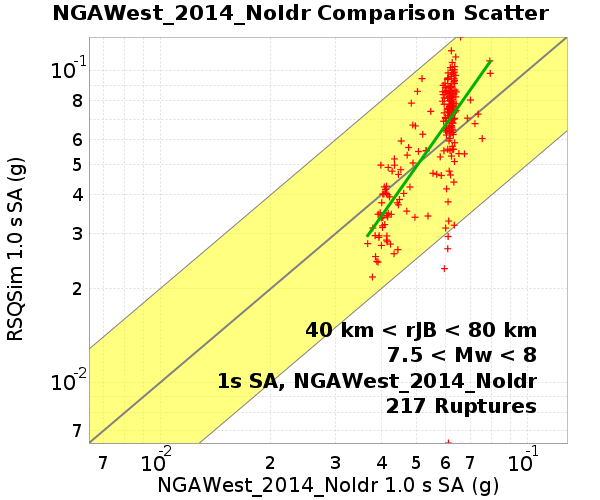 NGAWest_2014_NoIdr Comparison Scatter
RSQSim 1.0 s SA (g)
10⁻¹
8
6
5
4
3
2
10⁻²
7
40 km < rJB < 80 km
7.5 < Mw < 8
1s SA, NGAWest_2014_NoIdr
217 Ruptures
7 10⁻² 2 3 4 5 6 7 10⁻¹
NGAWest_2014_NoIdr 1.0 s SA (g)